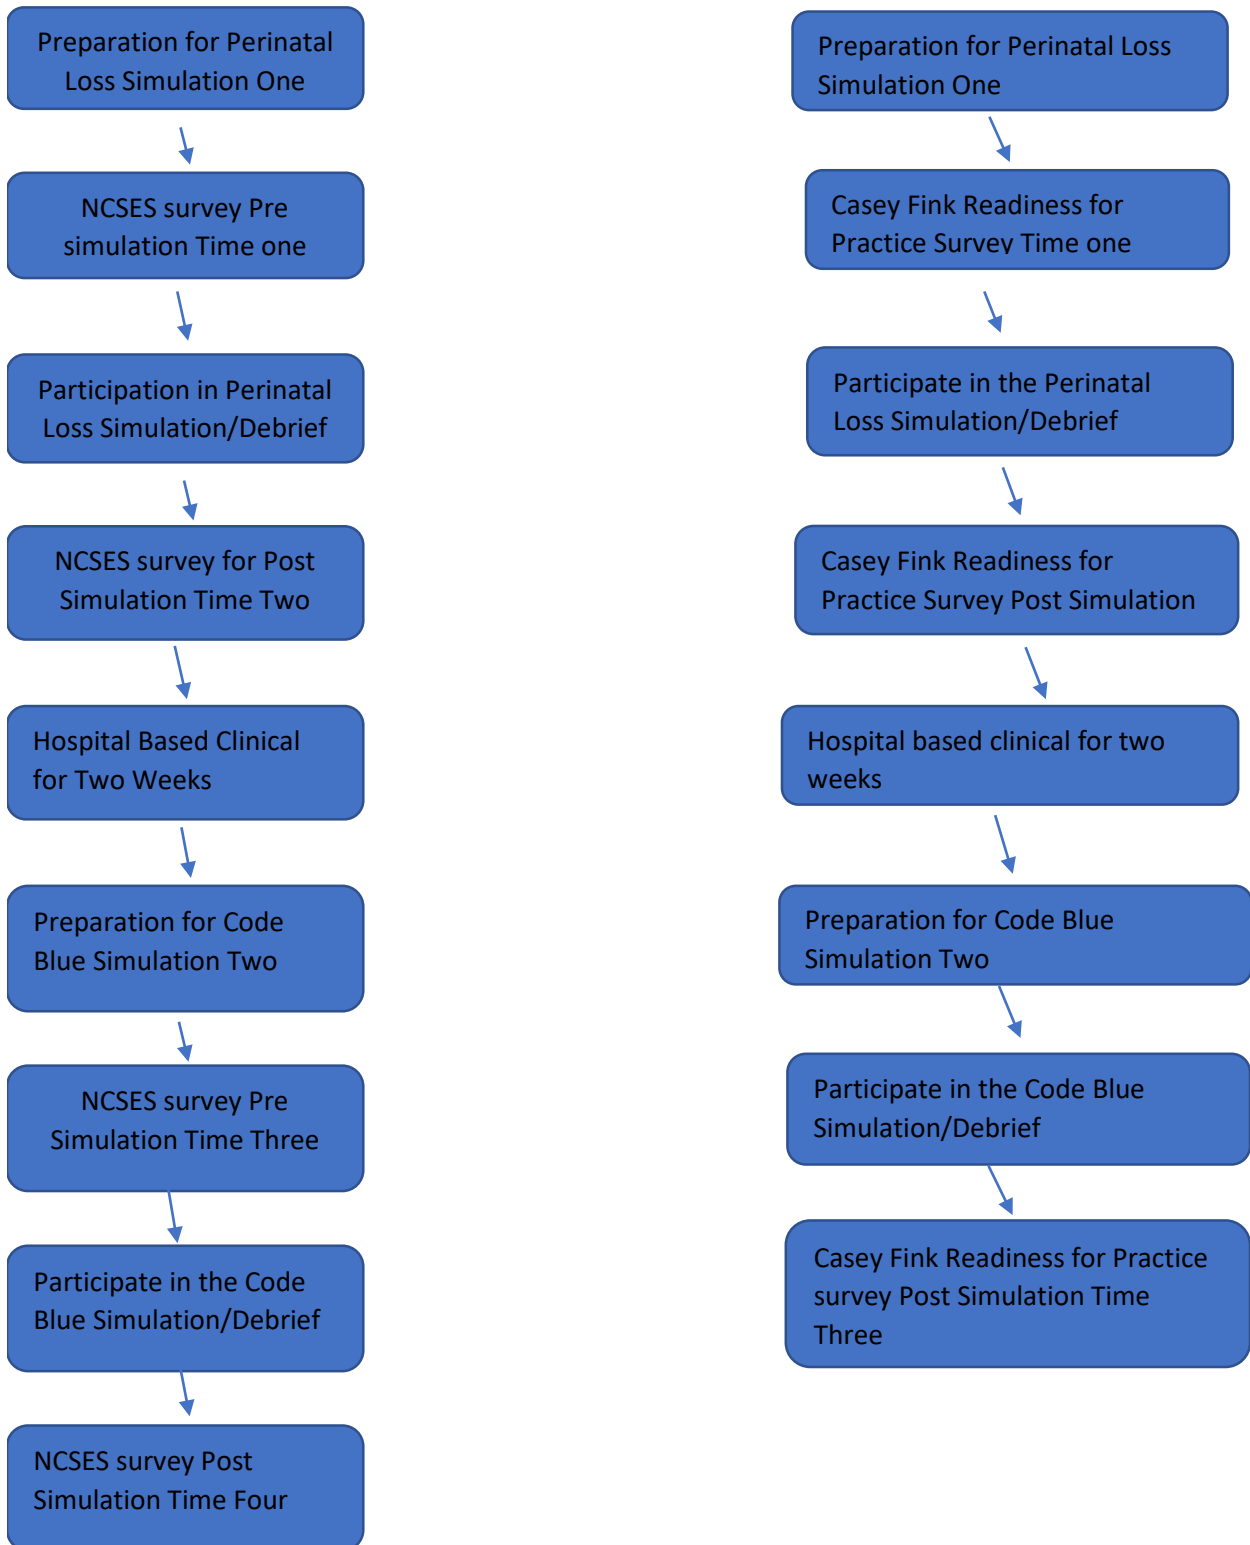 Preparation for Perinatal
Loss Simulation One
NCSES survey Pre
simulation Time one
Participation in Perinatal
Loss Simulation/Debrief
NCSES survey for Post
Simulation Time Two
Hospital Based Clinical
for Two Weeks
Preparation for Code
Blue Simulation Two
NCSES survey Pre
Simulation Time Three
Participate in the Code
Blue Simulation/Debrief
NCSES survey Post
Simulation Time Four
Preparation for Perinatal Loss
Simulation One
Casey Fink Readiness for
Practice Survey Time one
Participate in the Perinatal
Loss Simulation/Debrief
Casey Fink Readiness for
Practice Survey Post Simulation
Hospital based clinical for two
weeks
Preparation for Code Blue
Simulation Two
Participate in the Code Blue
Simulation/Debrief
Casey Fink Readiness for Practice
survey Post Simulation Time
Three